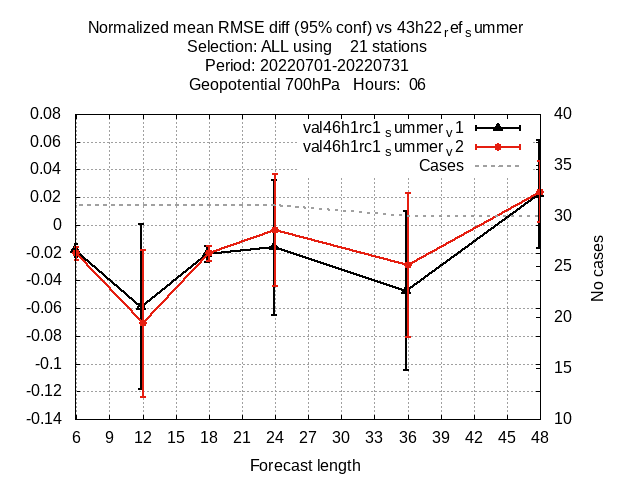 Normalized mean RMSE diff (95% conf) vs 43h22refsummer
Selection: ALL using 21 stations
Period: 20220701-20220731
Geopotential 700hPa Hours: 06
val46h1rc1summerv1
val46h1rc1summerv2
Cases
0.08
0.06
0.04
0.02
0
-0.02
-0.04
-0.06
-0.08
-0.1
-0.12
-0.14
40
35
30
25
20
15
10
No cases
6 9 12 15 18 21 24 27 30 33 36 39 42 45 48
Forecast length